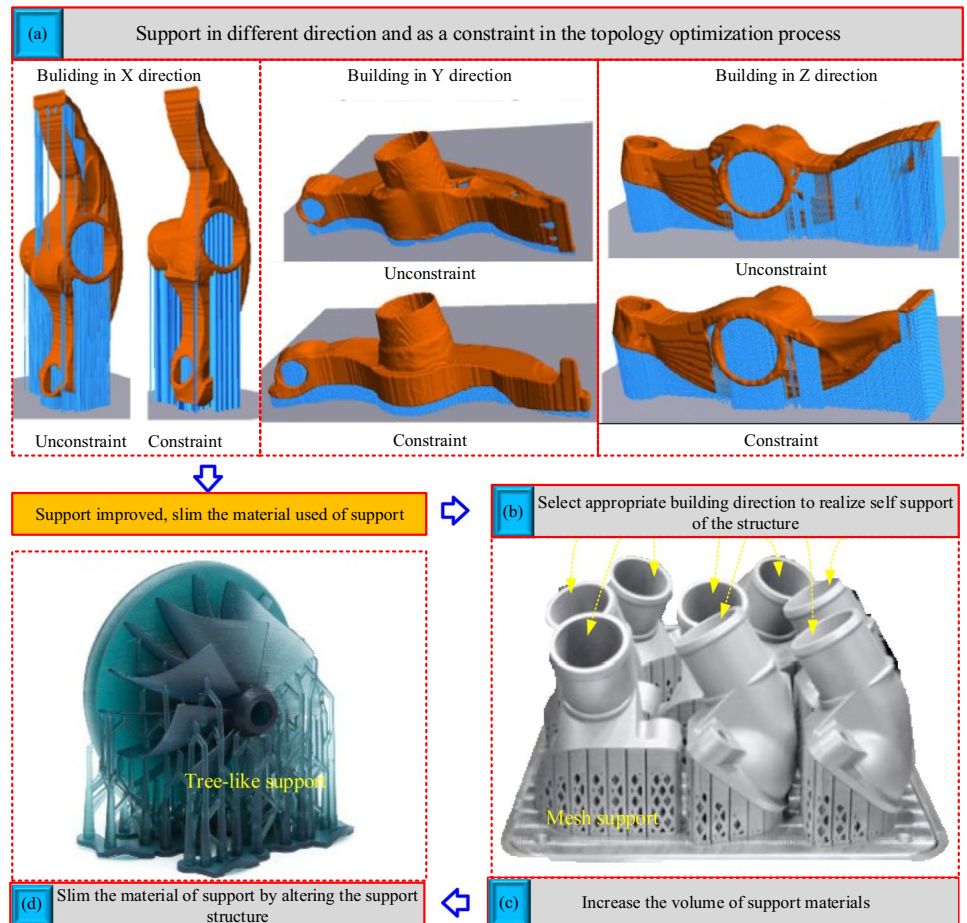 (a)
Support in different direction and as a constraint in the topology optimization process
Buliding in X direction
Building in Y direction
Building in Z direction
Unconstraint
Constraint
Unconstraint
Constraint
Unconstraint
Constraint
Support improved, slim the material used of support
(b)
Select appropriate building direction to realize self support
of the structure
Tree-like support
Mesh support
(d)
Slim the material of support by altering the support
structure
(c)
Increase the volume of support materials